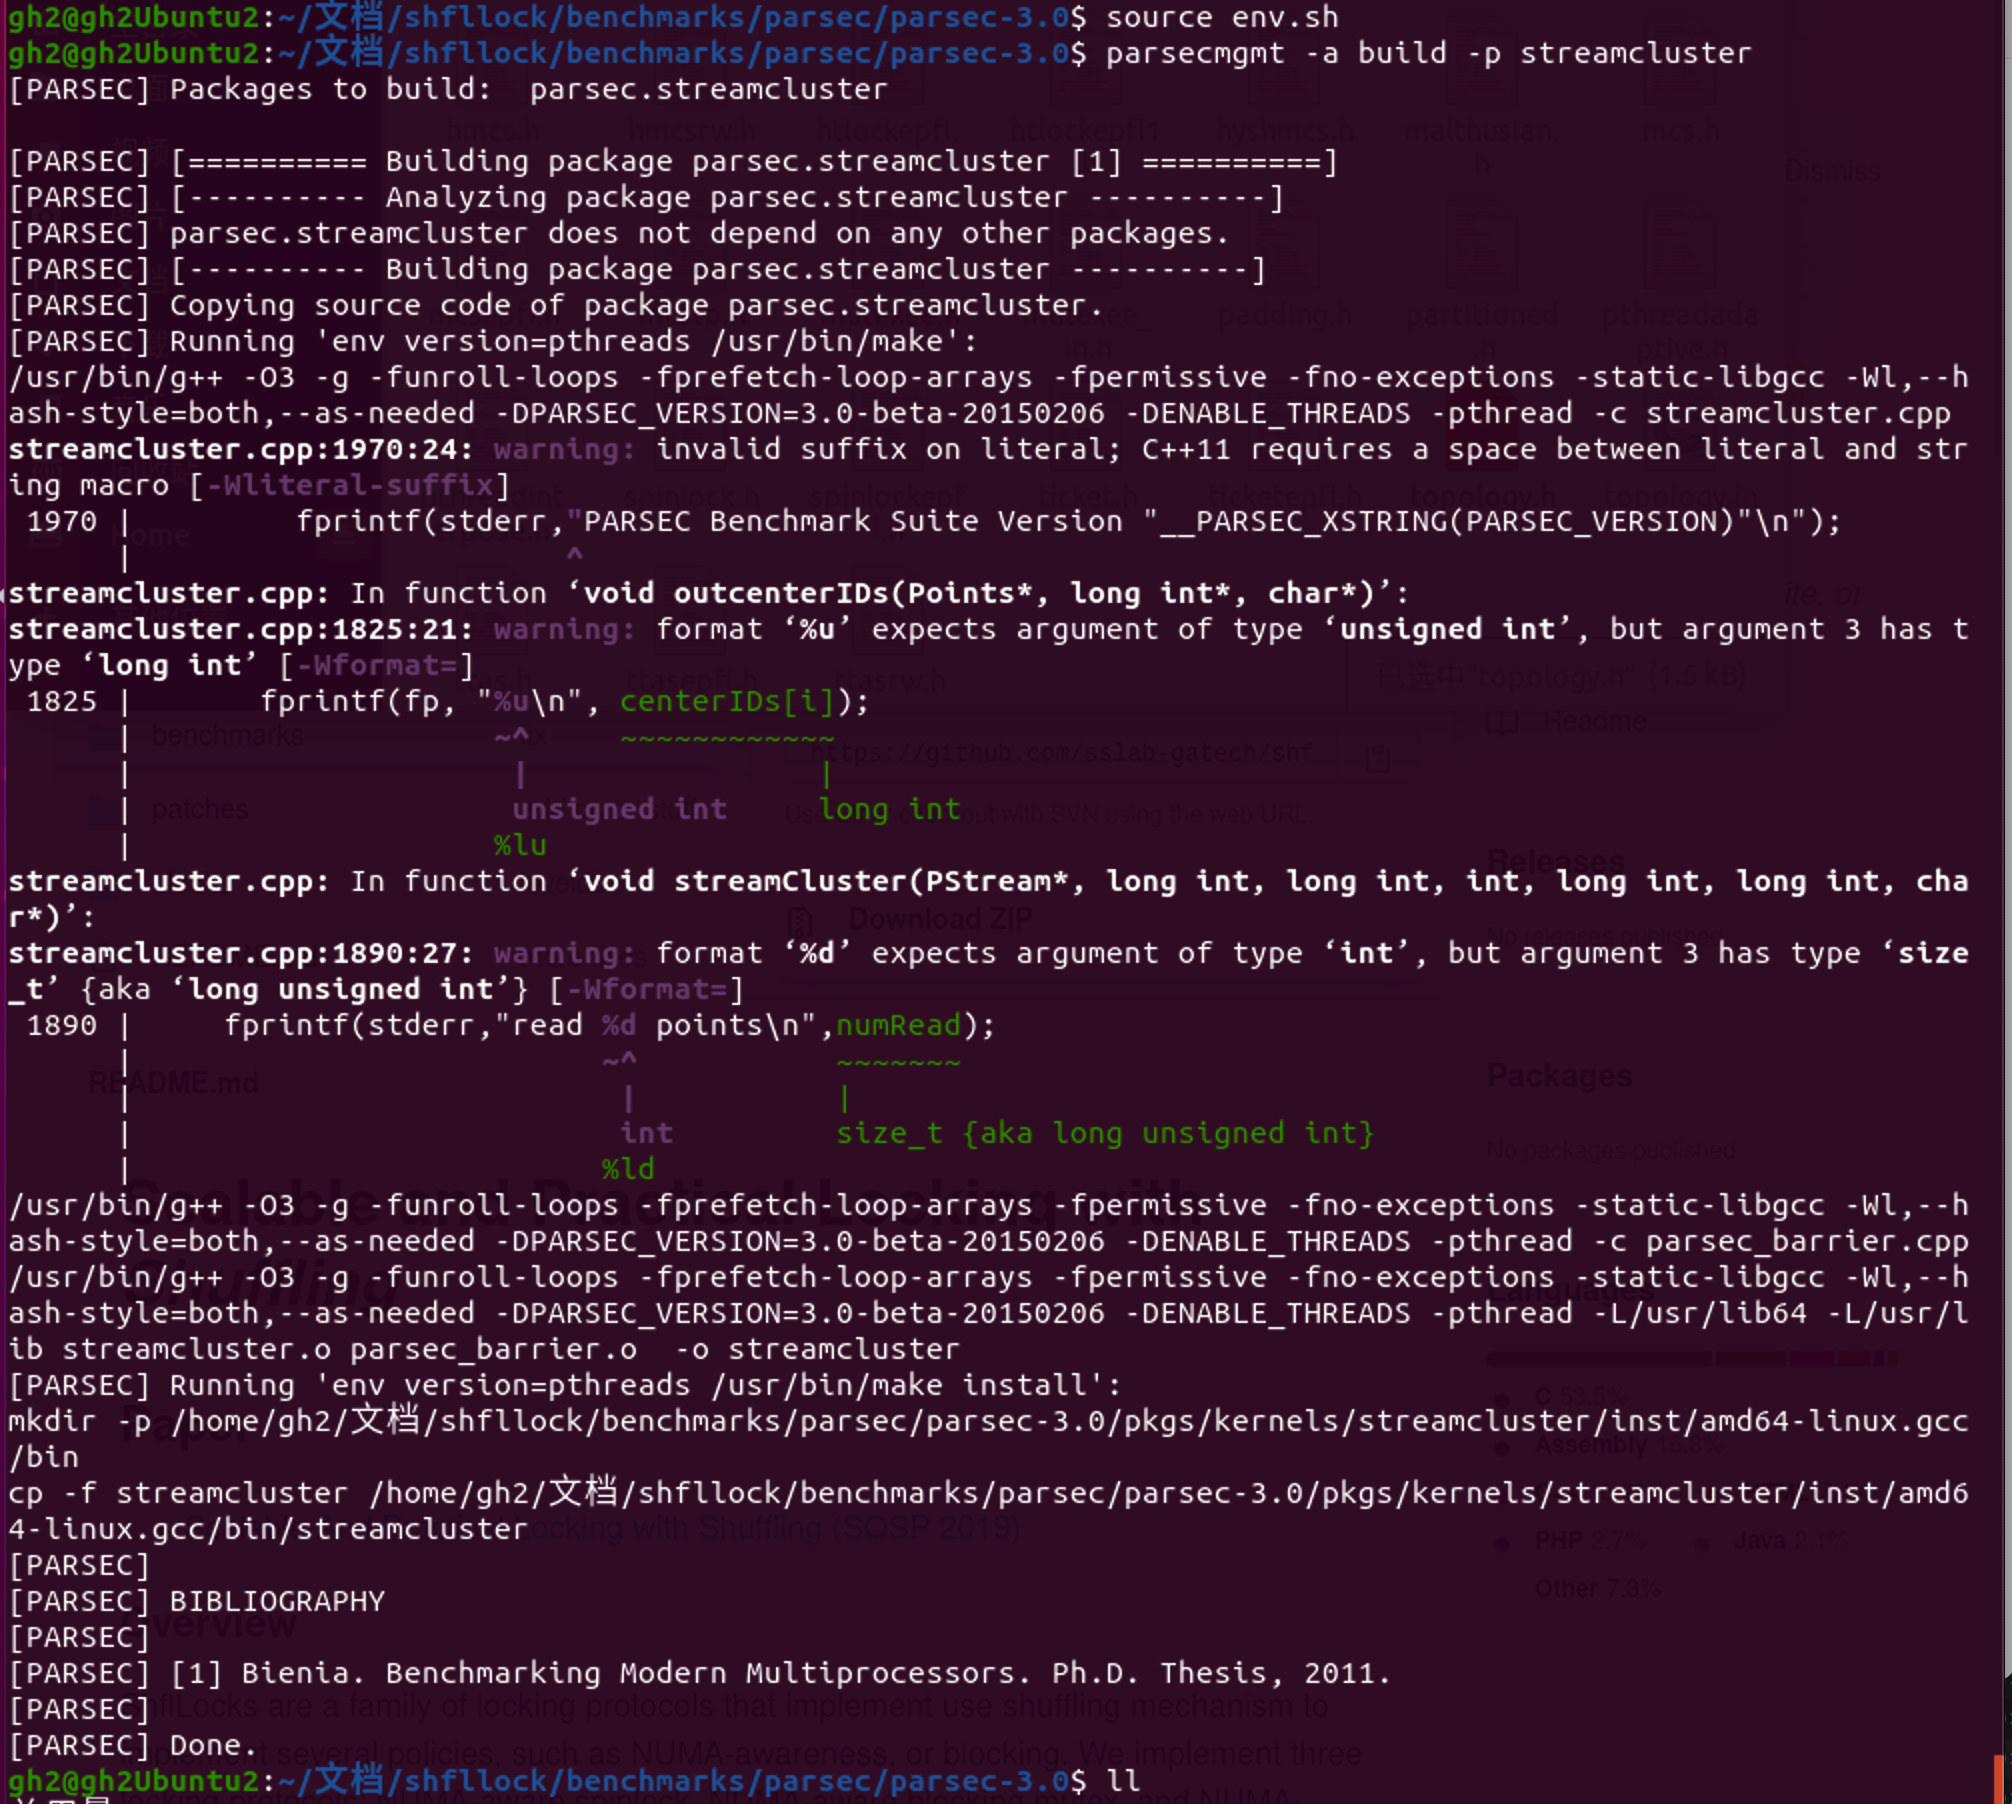 gh2@gh2Ubuntu2:~/文档/shfllock/benchmarks/parsec/parsec-3.0$ source env.sh
gh2@gh2Ubuntu2:~/文档/shfllock/benchmarks/parsec/parsec-3.0$ parsecmgmt -a build -p streamcluster
[PARSEC] Packages to build:  parsec.streamcluster
[PARSEC] [========== Building package parsec.streamcluster [1] ==========]
[PARSEC] [---------- Analyzing package parsec.streamcluster ----------]
[PARSEC] parsec.streamcluster does not depend on any other packages.
[PARSEC] [---------- Building package parsec.streamcluster ----------]
[PARSEC] Copying source code of package parsec.streamcluster.
[PARSEC] Running 'env version=pthreads /usr/bin/make':
/usr/bin/g++ -O3 -g -funroll-loops -fprefetch-loop-arrays -fpermissive -fno-exceptions -static-libgcc -Wl,--h
ash-style=both,--as-needed -DPARSEC_VERSION=3.0-beta-20150206 -DENABLE_THREADS -pthread -c streamcluster.cpp
streamcluster.cpp:1970:24: warning: invalid suffix on literal; C++11 requires a space between literal and str
ing macro [-Wliteral-suffix]
 1970 |         fprintf(stderr,"PARSEC Benchmark Suite Version "__PARSEC_XSTRING(PARSEC_VERSION)"\n");
      |                        ^
streamcluster.cpp: In function ‘void outcenterIDs(Points*, long int*, char*)’:
streamcluster.cpp:1825:21: warning: format ‘%u’ expects argument of type ‘unsigned int’, but argument 3 has t
ype ‘long int’ [-Wformat=]
 1825 |       fprintf(fp, "%u\n", centerIDs[i]);
      |                    ~^     ~~~~~~~~~~~~
      |                     |                |
      |                     unsigned int     long int
      |                    %lu
streamcluster.cpp: In function ‘void streamCluster(PStream*, long int, long int, int, long int, long int, cha
r*)’:
streamcluster.cpp:1890:27: warning: format ‘%d’ expects argument of type ‘int’, but argument 3 has type ‘size
_t’ {aka ‘long unsigned int’} [-Wformat=]
 1890 |     fprintf(stderr,"read %d points\n",numRead);
      |                          ~^           ~~~~~~~
      |                           |           |
      |                           int         size_t {aka long unsigned int}
      |                          %ld
/usr/bin/g++ -O3 -g -funroll-loops -fprefetch-loop-arrays -fpermissive -fno-exceptions -static-libgcc -Wl,--h
ash-style=both,--as-needed -DPARSEC_VERSION=3.0-beta-20150206 -DENABLE_THREADS -pthread -c parsec_barrier.cpp
/usr/bin/g++ -O3 -g -funroll-loops -fprefetch-loop-arrays -fpermissive -fno-exceptions -static-libgcc -Wl,--h
ash-style=both,--as-needed -DPARSEC_VERSION=3.0-beta-20150206 -DENABLE_THREADS -pthread -L/usr/lib64 -L/usr/l
ib streamcluster.o parsec_barrier.o  -o streamcluster
[PARSEC] Running 'env version=pthreads /usr/bin/make install':
mkdir -p /home/gh2/文档/shfllock/benchmarks/parsec/parsec-3.0/pkgs/kernels/streamcluster/inst/amd64-linux.gcc
/bin
cp -f streamcluster /home/gh2/文档/shfllock/benchmarks/parsec/parsec-3.0/pkgs/kernels/streamcluster/inst/amd6
4-linux.gcc/bin/streamcluster
[PARSEC]
[PARSEC] BIBLIOGRAPHY
[PARSEC]
[PARSEC] [1] Bienia. Benchmarking Modern Multiprocessors. Ph.D. Thesis, 2011.
[PARSEC]
[PARSEC] Done.
gh2@gh2Ubuntu2:~/文档/shfllock/benchmarks/parsec/parsec-3.0$ ll